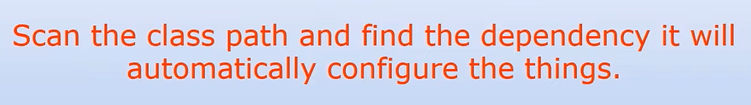 Scan the class path and find the dependency it will
automatically configure the things.